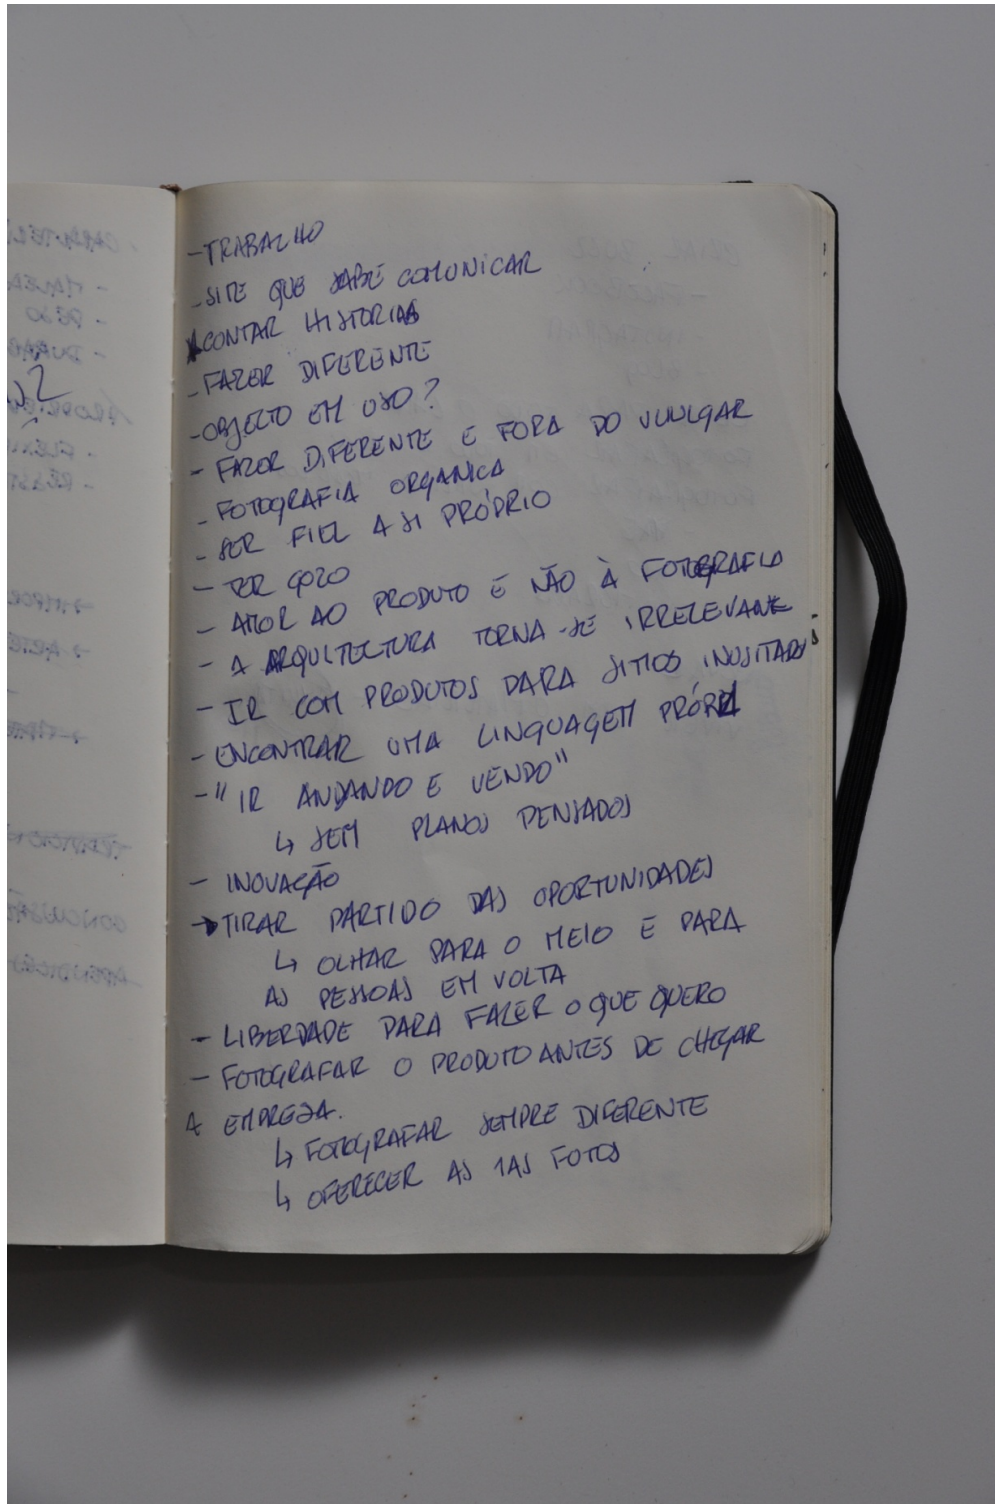 - TRABALHO
- SITE QUE SABE COMUNICAR
CONTAR HISTORIAS
- FAZER DIFERENTE
- OBJECTO EM USO?
- FAZER DIFERENTE E FORA DO VULGAR
- FOTOGRAFIA ORGANICA
- SER FIEL A SI PRÓPRIO
- TER GOZO
- AMOR AO PRODUTO E NÃO À FOTOGRAFIA
- A ARQUITECTURA TORNA-SE IRRELEVANTE
- IR COM PRODUTOS PARA SITIOS INUSITADOS
- ENCONTRAR UMA LINGUAGEM PRÓPRIA
- "IR ANDANDO E VENDO"
↳ SEM PLANOS PENSADOS
- INOVAÇÃO
→ TIRAR PARTIDO DAS OPORTUNIDADES
↳ OLHAR PARA O MEIO E PARA
AS PESSOAS EM VOLTA
- LIBERDADE PARA FAZER O QUE QUERO
- FOTOGRAFAR O PRODUTO ANTES DE CHEGAR
A EMPRESA.
↳ FOTOGRAFAR SEMPRE DIFERENTE
↳ OFERECER AS 1AS FOTOS